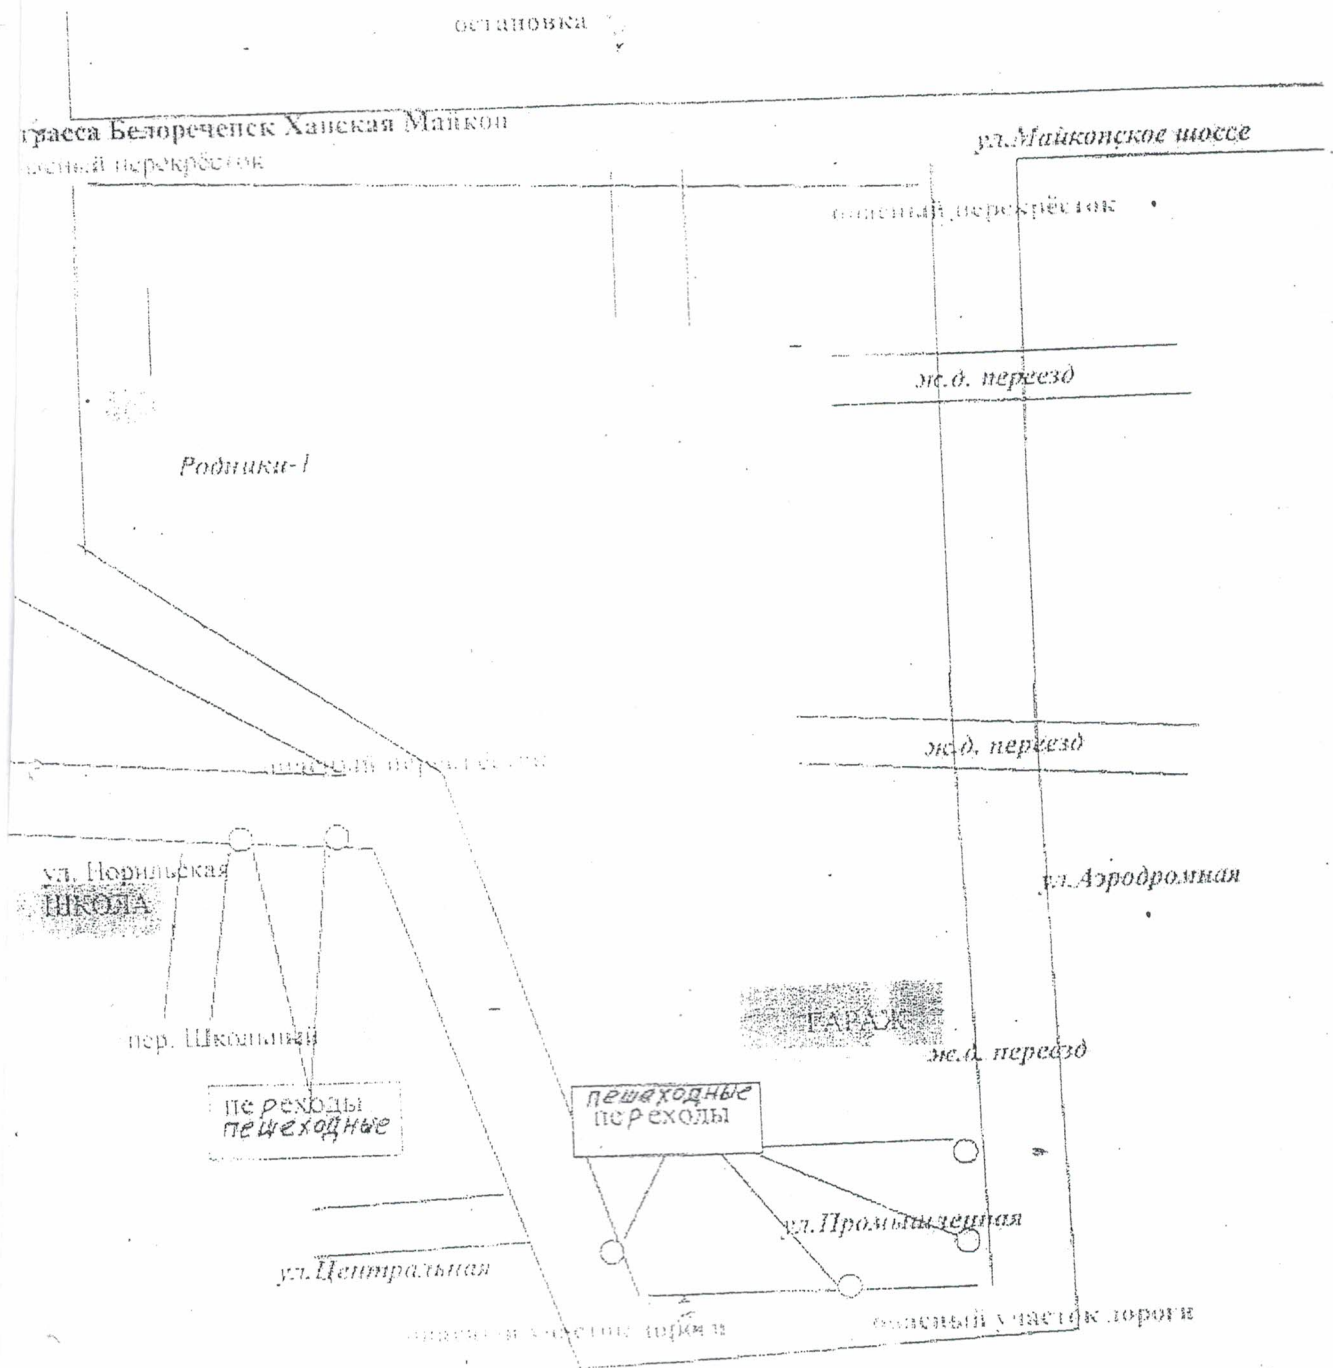 остановка
трасса Белореченск Ханская Майкоп
ул.Майкопское шоссе
перекрёсток
опасный перекрёсток
ж.д. переезд
Родники-1
ж.д. переезд
ул. Норильская
ШКОЛА
ул.Аэродромная
ГАРАЖ
пер. Школьный
ж.д. переезд
переходы
пешеходные
пешеходные
переходы
ул.Промышленная
ул.Центральная
опасный участок дороги
опасный участок дороги